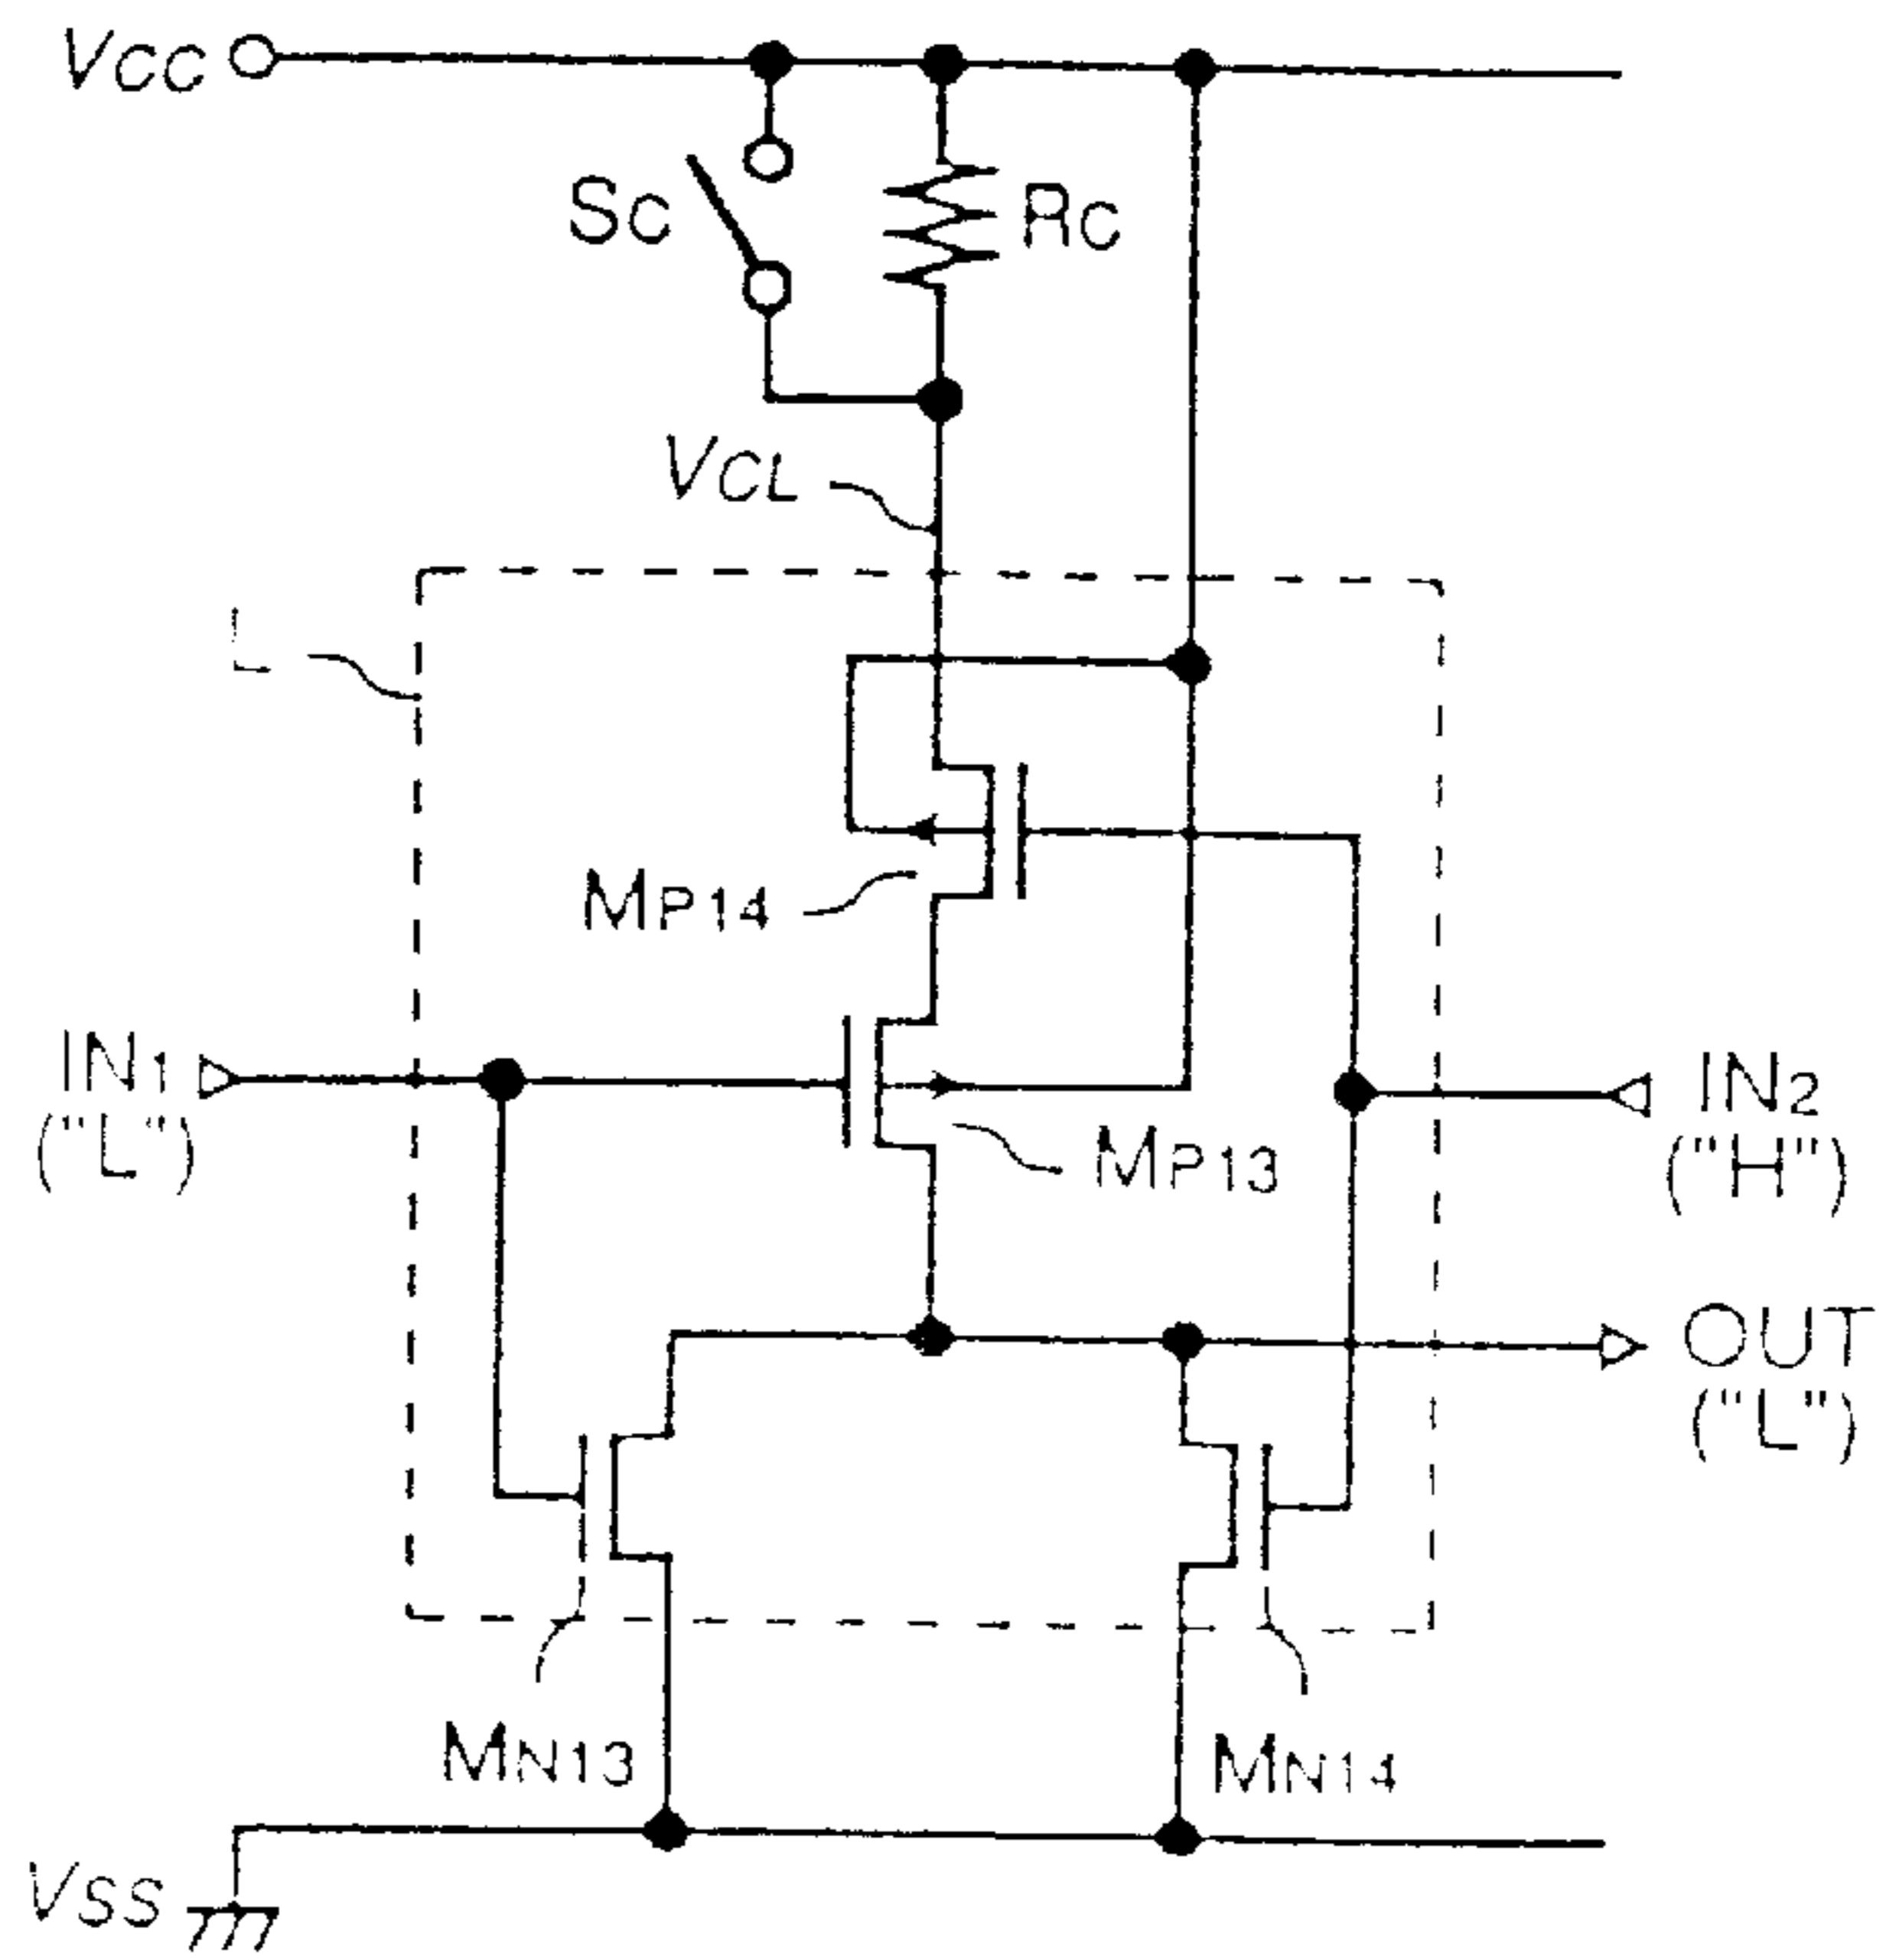 VCC
SC
RC
VCL
L
MP14
IN1
("L")
MP13
IN2
("H")
OUT
("L")
MN13
MN14
VSS